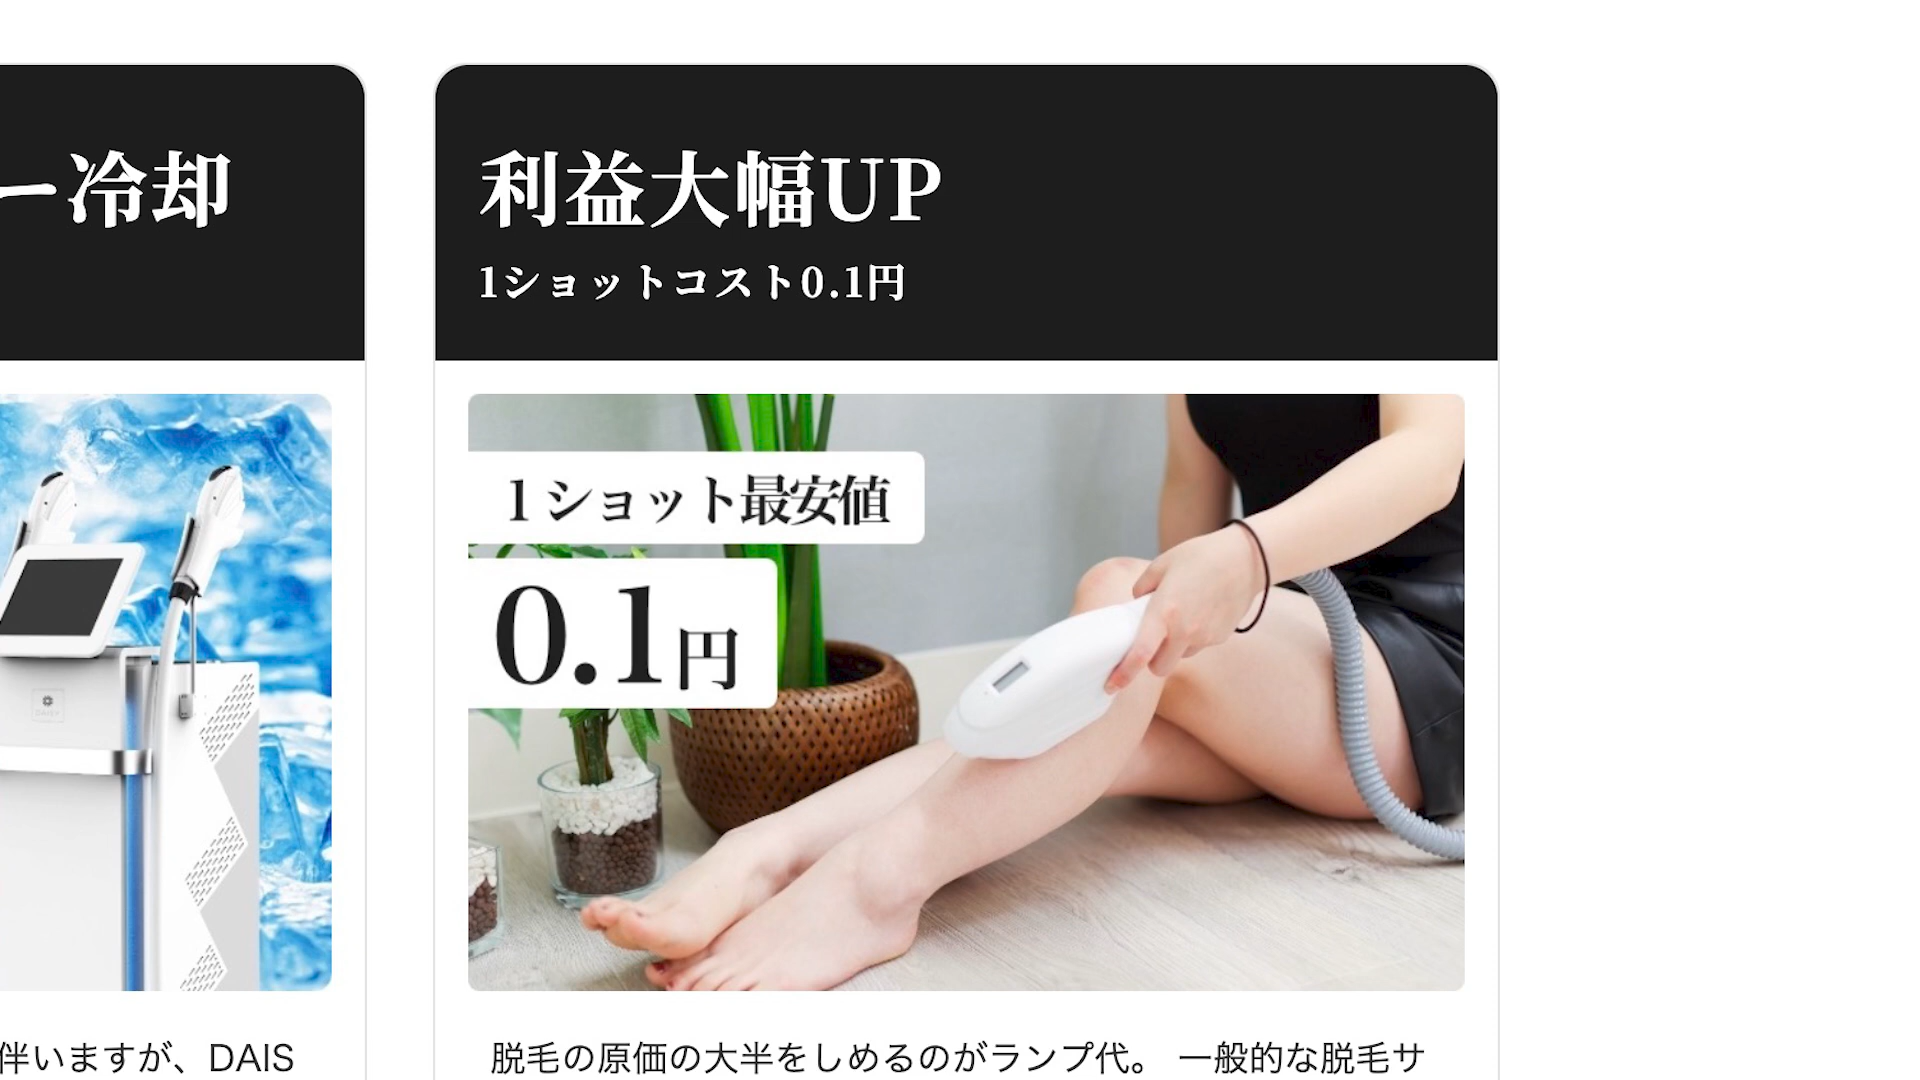 ー冷却
利益大幅UP
1ショットコスト0.1円
1ショット最安値
0.1円
伴いますが、DAIS
脱毛の原価の大半をしめるのがランプ代。 一般的な脱毛サ